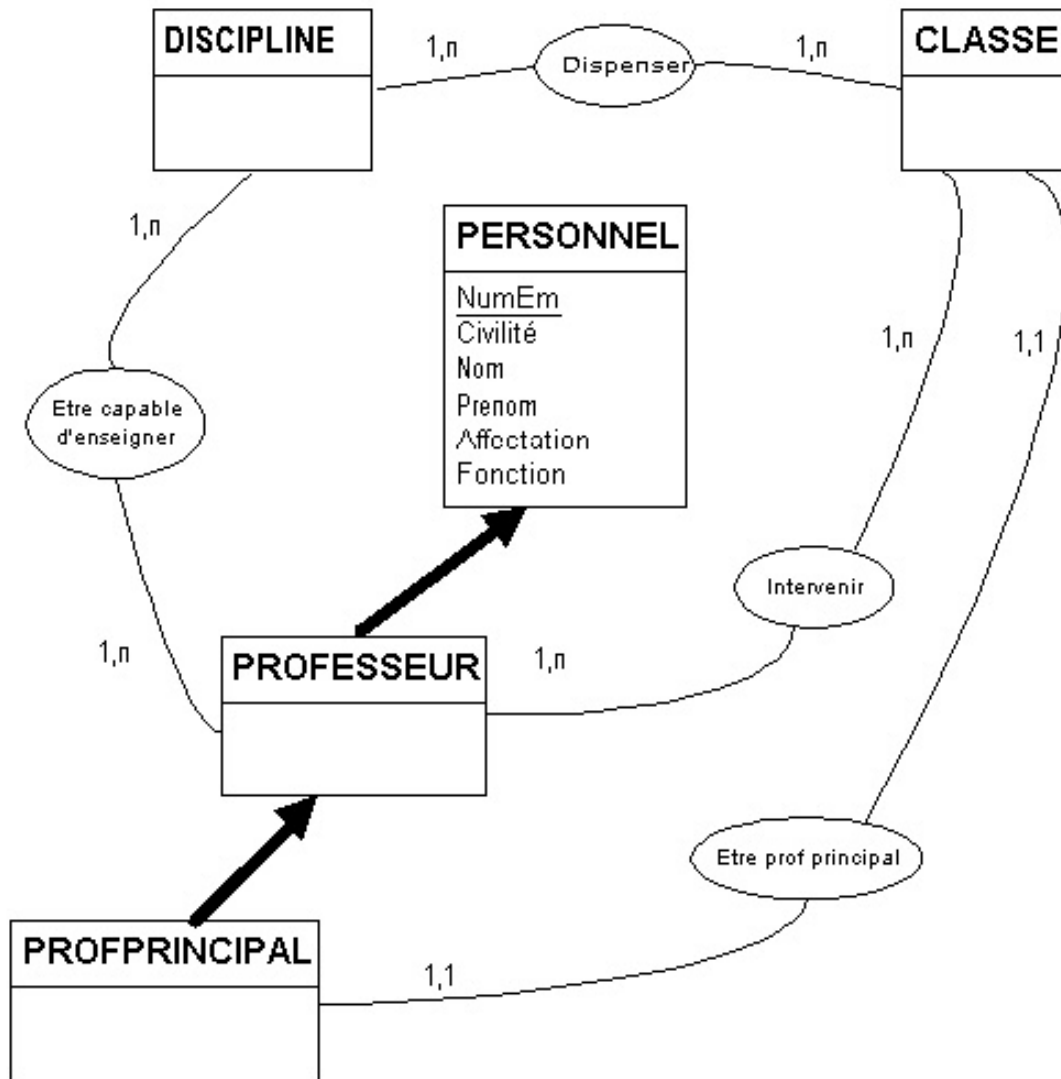 DISCIPLINE
1,n
Dispenser
1,n
CLASSE
1,n
PERSONNEL
NumEm
Civilité
Nom
Prenom
Affectation
Fonction
1,n
1,1
Etre capable
d'enseigner
Intervenir
1,n
PROFESSEUR
1,n
Etre prof principal
PROFPRINCIPAL
1,1